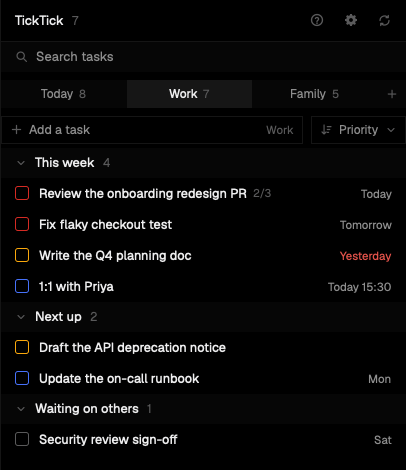 TickTick 7
Search tasks
Today 8 Work 7 Family 5 +
+ Add a task Work Priority
This week 4
Review the onboarding redesign PR 2/3 Today
Fix flaky checkout test Tomorrow
Write the Q4 planning doc Yesterday
1:1 with Priya Today 15:30
Next up 2
Draft the API deprecation notice
Update the on-call runbook Mon
Waiting on others 1
Security review sign-off Sat